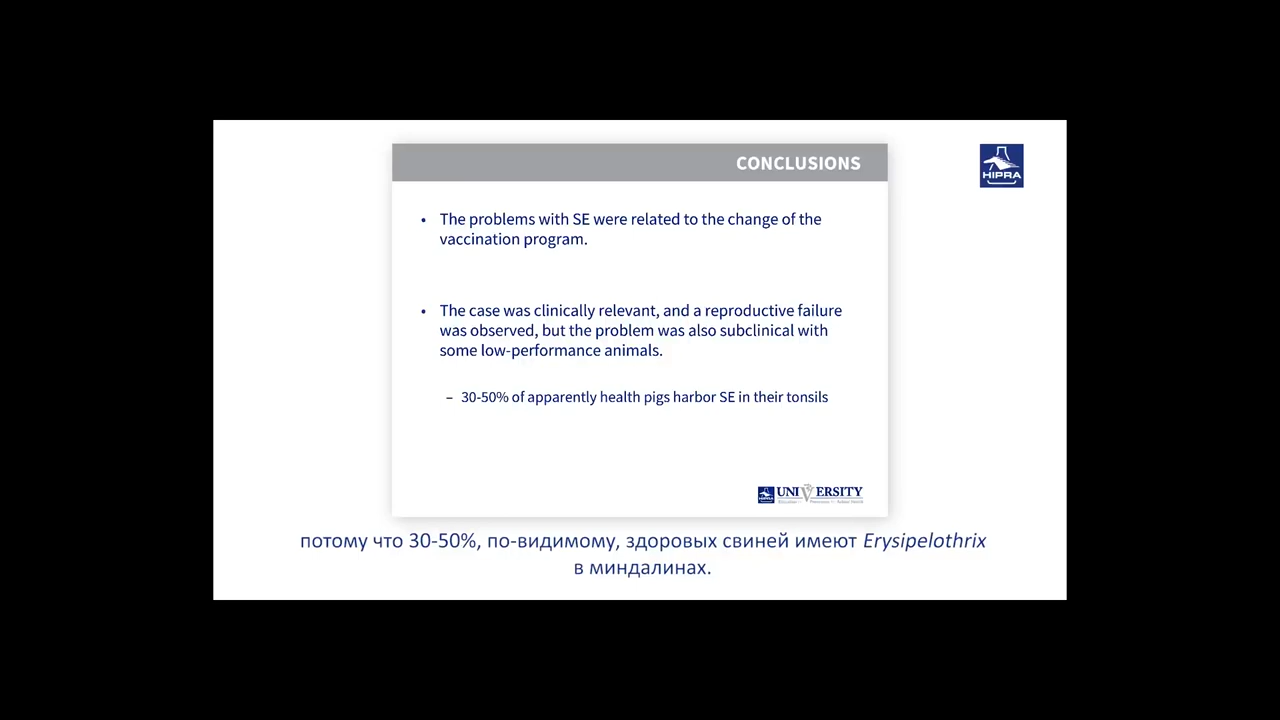 CONCLUSIONS
HIPRA
• The problems with SE were related to the change of the
vaccination program.
• The case was clinically relevant, and a reproductive failure
was observed, but the problem was also subclinical with
some low-performance animals.
– 30-50% of apparently health pigs harbor SE in their tonsils
HIPRA UNIVERSITY
потому что 30-50%, по-видимому, здоровых свиней имеют Erysipelothrix
в миндалинах.